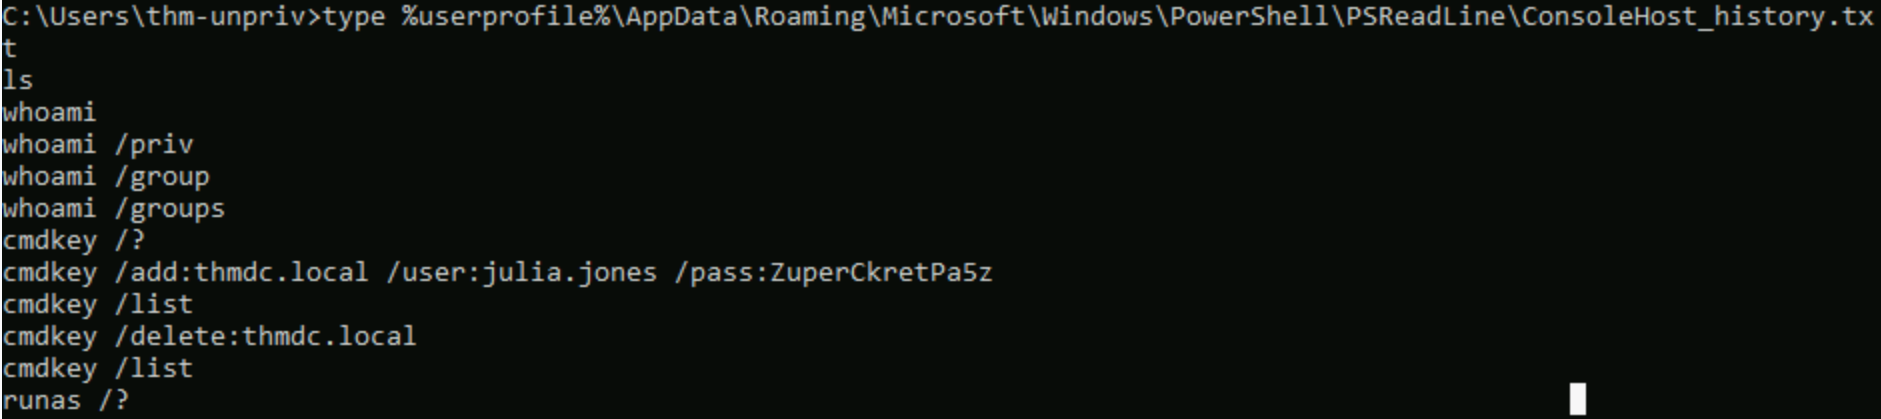 C:\Users\thm-unpriv>type %userprofile%\AppData\Roaming\Microsoft\Windows\PowerShell\PSReadLine\ConsoleHost_history.tx
t
ls
whoami
whoami /priv
whoami /group
whoami /groups
cmdkey /?
cmdkey /add:thmdc.local /user:julia.jones /pass:ZuperCkretPa5z
cmdkey /list
cmdkey /delete:thmdc.local
cmdkey /list
runas /?